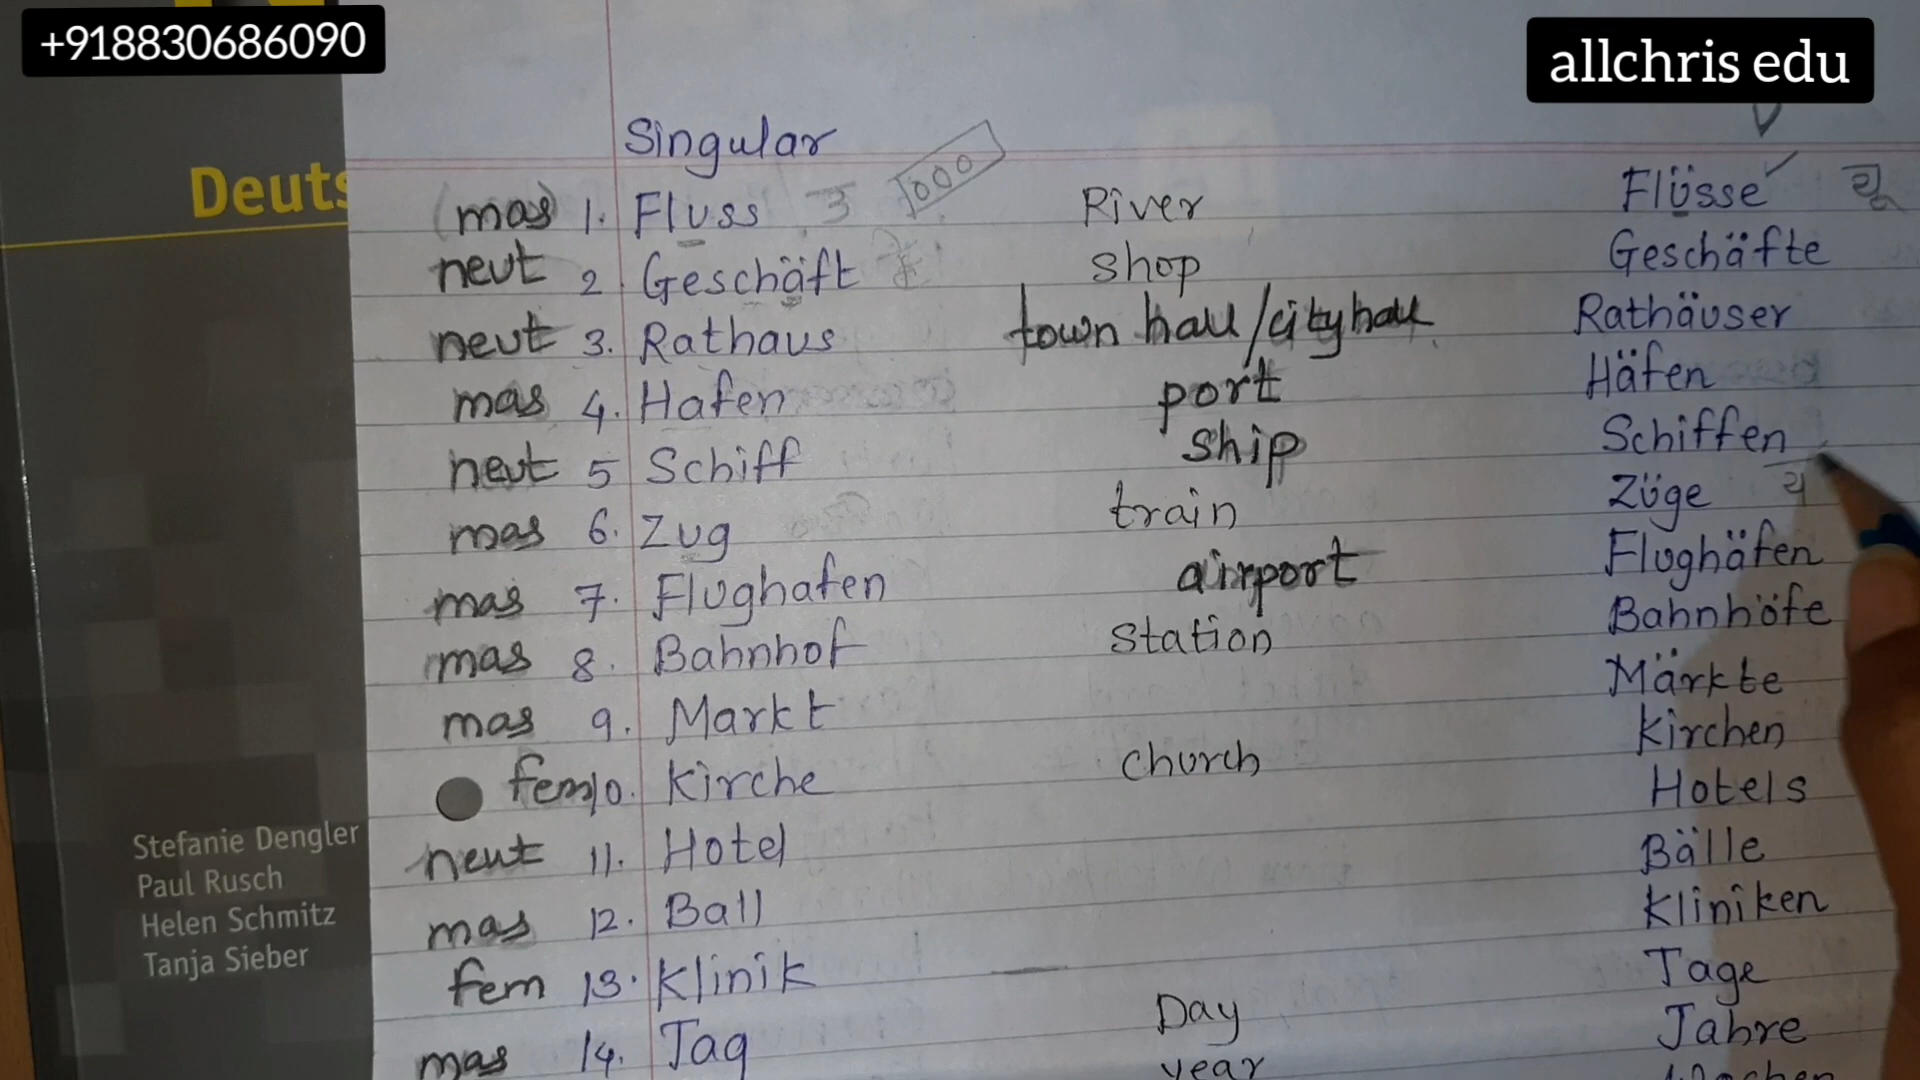 +918830686090
allchris edu
Deuts
Singular
(mas) 1. Fluss River Flüsse
neut 2 Geschäft Shop Geschäfte
neut 3. Rathaus town hall/cityhall Rathäuser
mas 4. Hafen port Häfen
neut 5 Schiff Ship Schiffen
mas 6. Zug train Züge
mas 7. Flughafen airport Flughäfen
mas 8. Bahnhof Station Bahnhöfe
mas 9. Markt Märkte
fem 10. Kirche Church Kirchen
neut 11. Hotel Hotels
mas 12. Ball Bälle
fem 13. Klinik Kliniken
mas 14. Tag Day Tage
year Jahre
Stefanie Dengler
Paul Rusch
Helen Schmitz
Tanja Sieber